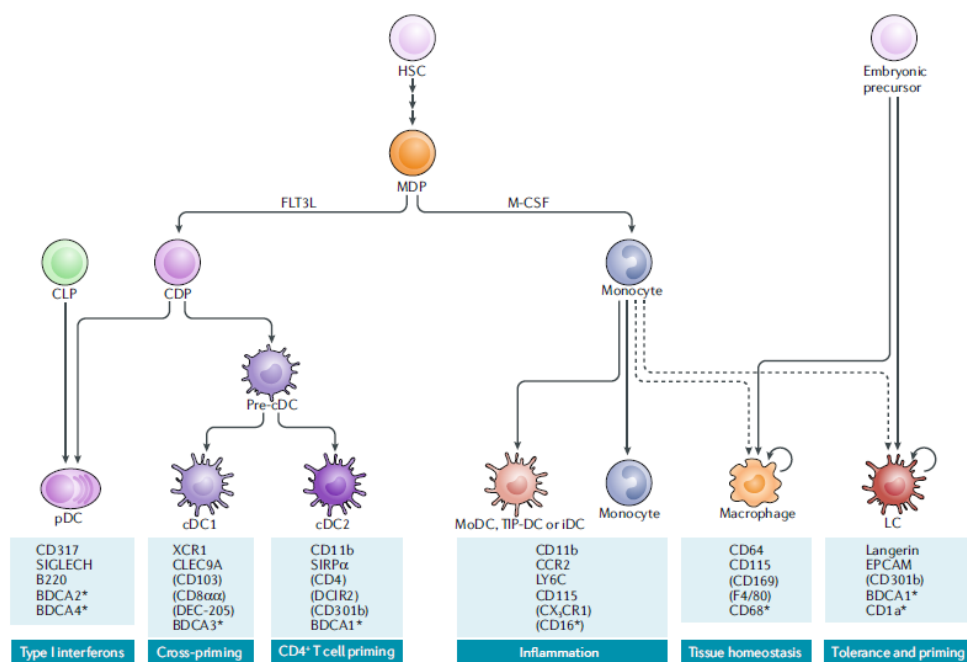 HSC
Embryonic
precursor
MDP
FLT3L
M-CSF
CLP
CDP
Monocyte
Pre-cDC
pDC
cDC1
cDC2
MoDC, TIP-DC or iDC
Monocyte
Macrophage
LC
CD317
SIGLECH
B220
BDCA2*
BDCA4*
XCR1
CLEC9A
(CD103)
(CD8αα)
(DEC-205)
BDCA3*
CD11b
SIRPα
(CD4)
(DCIR2)
(CD301b)
BDCA1*
CD11b
CCR2
LY6C
CD115
(CX₃CR1)
(CD16*)
CD64
CD115
(CD169)
(F4/80)
CD68*
Langerin
EPCAM
(CD301b)
BDCA1*
CD1a*
Type I interferons
Cross-priming
CD4⁺ T cell priming
Inflammation
Tissue homeostasis
Tolerance and priming